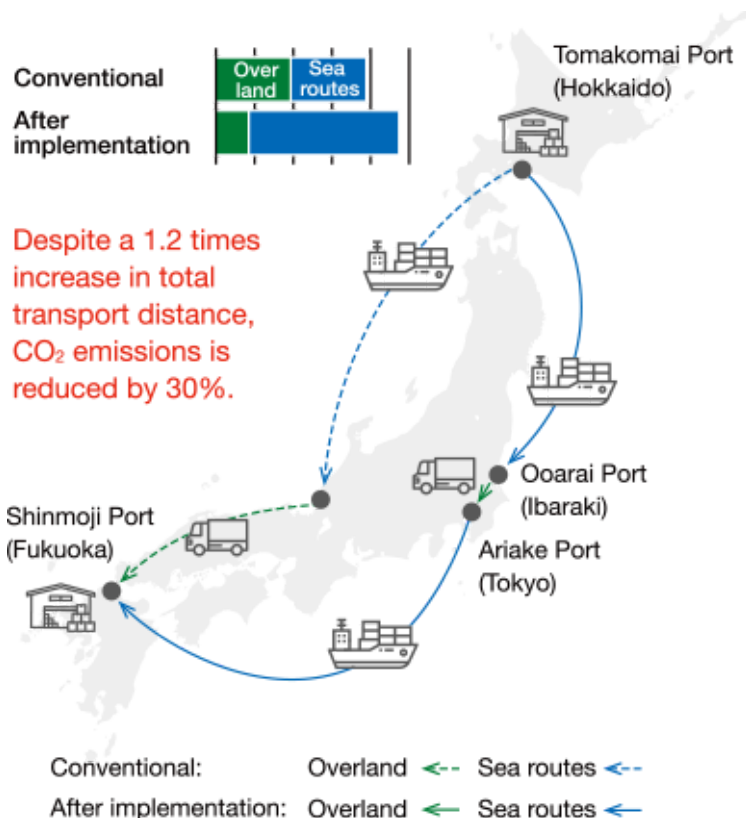 Tomakomai Port
(Hokkaido)
Conventional
Over
land
Sea
routes
After
implementation
Despite a 1.2 times
increase in total
transport distance,
CO₂ emissions is
reduced by 30%.
Ooarai Port
(Ibaraki)
Shinmoji Port
(Fukuoka)
Ariake Port
(Tokyo)
Conventional: Overland Sea routes
After implementation: Overland Sea routes